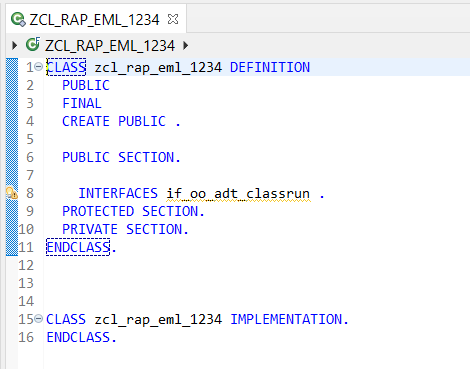 ZCL_RAP_EML_1234
ZCL_RAP_EML_1234
1 CLASS zcl_rap_eml_1234 DEFINITION
2 PUBLIC
3 FINAL
4 CREATE PUBLIC .
5
6 PUBLIC SECTION.
7
8 INTERFACES if_oo_adt_classrun .
9 PROTECTED SECTION.
10 PRIVATE SECTION.
11 ENDCLASS.
12
13
14
15 CLASS zcl_rap_eml_1234 IMPLEMENTATION.
16 ENDCLASS.